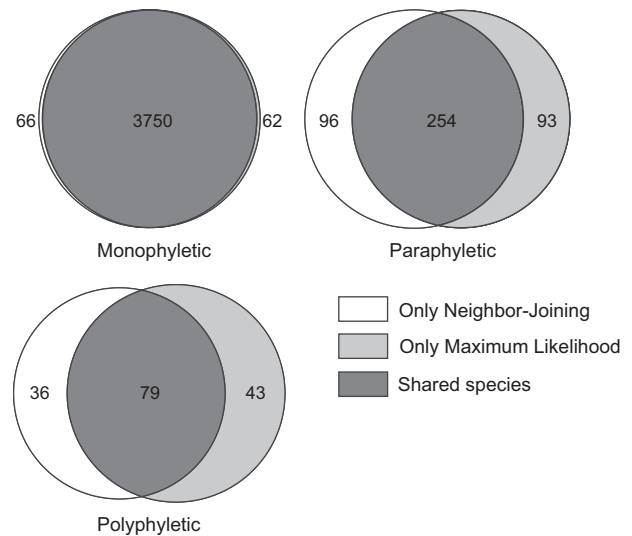 66 3750 62
96 254 93
Monophyletic
Paraphyletic
36 79 43
Only Neighbor-Joining
Only Maximum Likelihood
Shared species
Polyphyletic